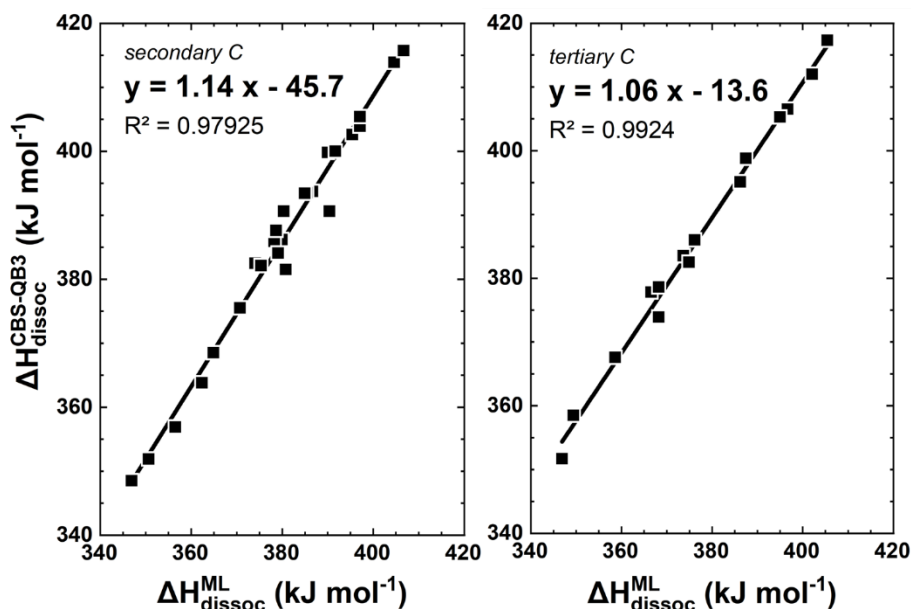 secondary C
y = 1.14 x - 45.7
R² = 0.97925
420
400
380
360
340
340 360 380 400 420
ΔH^CBS-QB3_dissoc (kJ mol⁻¹)
ΔH^ML_dissoc (kJ mol⁻¹)
tertiary C
y = 1.06 x - 13.6
R² = 0.9924
420
400
380
360
340
340 360 380 400 420
ΔH^ML_dissoc (kJ mol⁻¹)